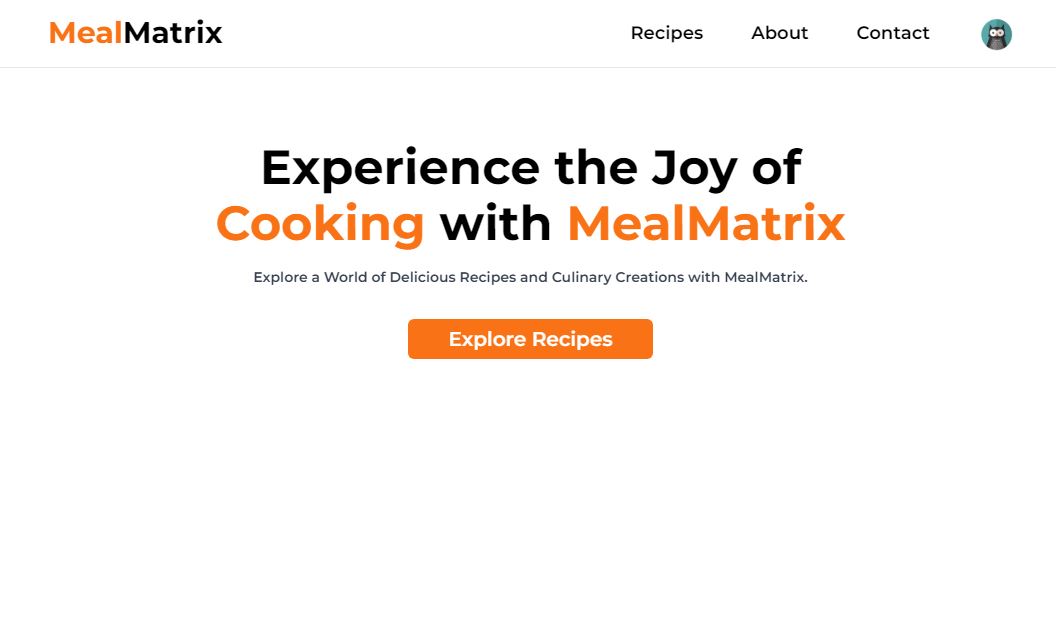 MealMatrix
Recipes
About
Contact
Experience the Joy of
Cooking with MealMatrix
Explore a World of Delicious Recipes and Culinary Creations with MealMatrix.
Explore Recipes